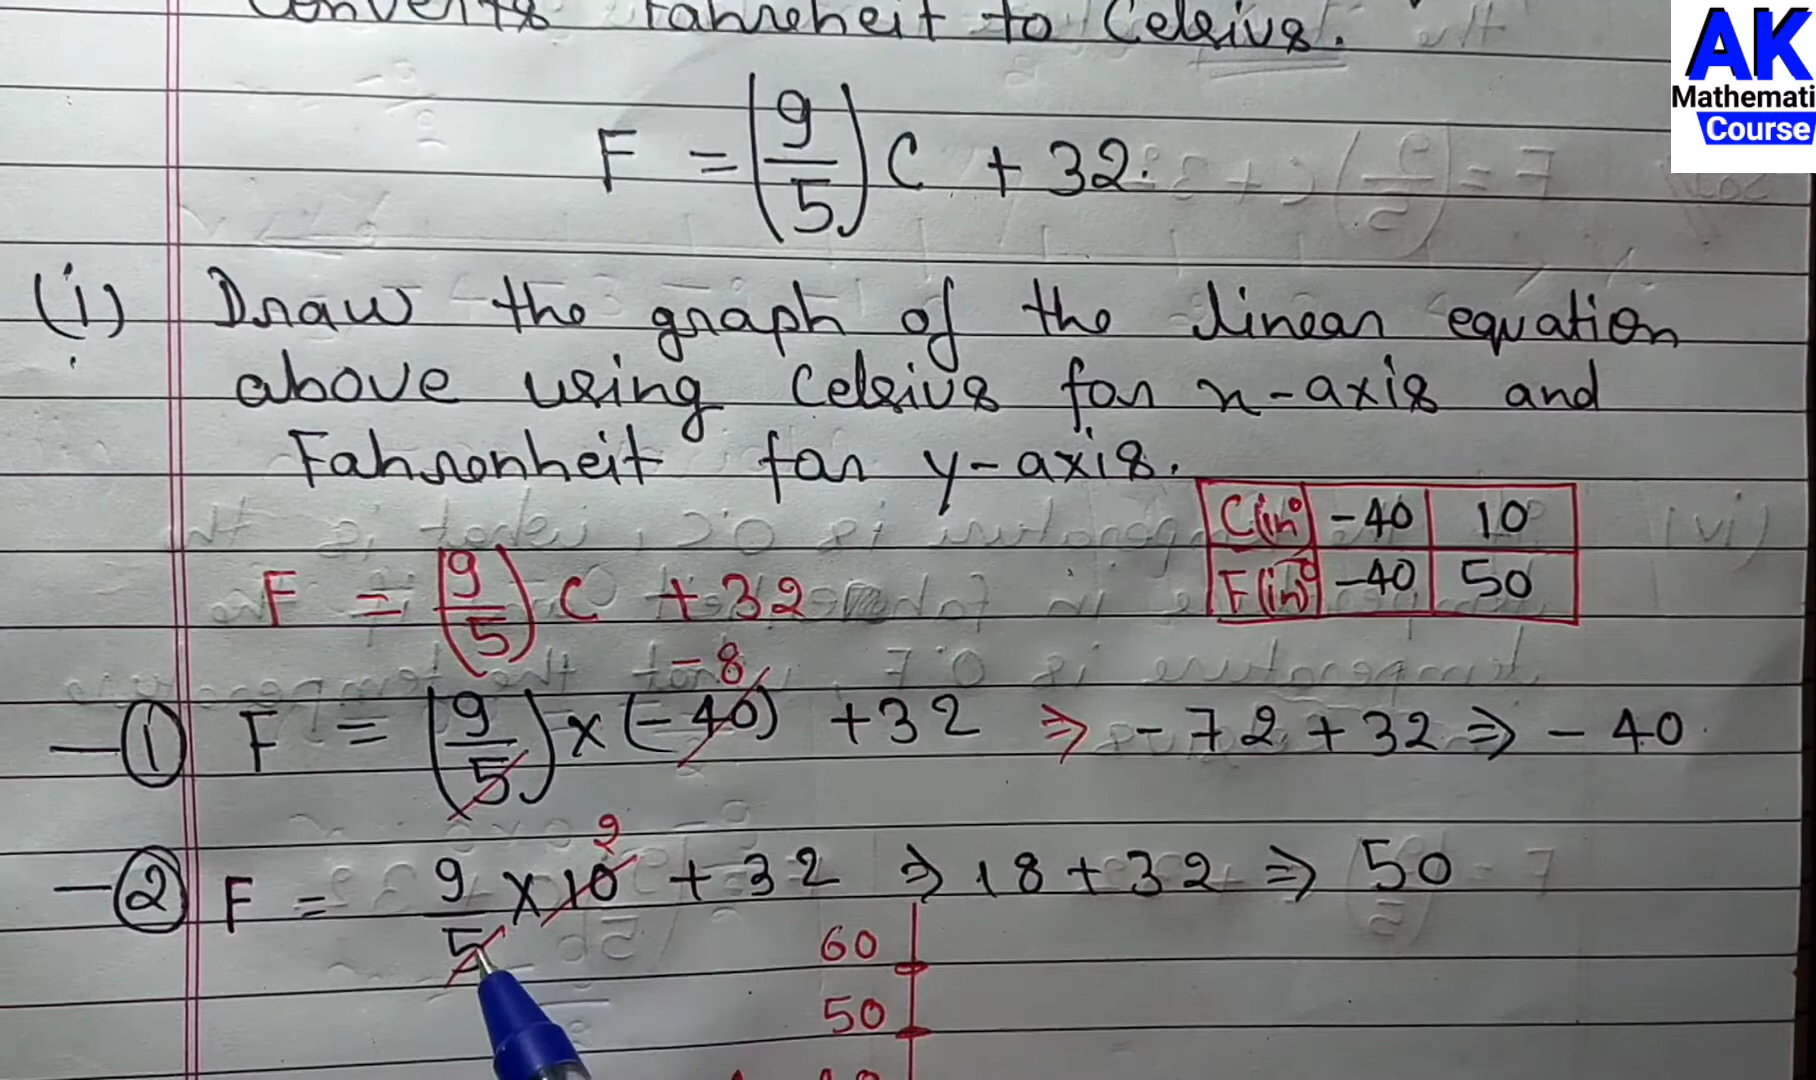 Converts Fahreheit to Celsius.
AK
Mathemati
Course
F = (9/5) C + 32.
(i) Draw the graph of the linear equation
above using Celsius for x-axis and
Fahrenheit for y-axis.
C(in° -40 10
F(in)° -40 50
F = (9/5) C + 32
-8
-① F = (9/5) × (-40) + 32 ⇒ -72 + 32 ⇒ -40
2
-② F = 9/5 × 10 + 32 ⇒ 18 + 32 ⇒ 50
60
50